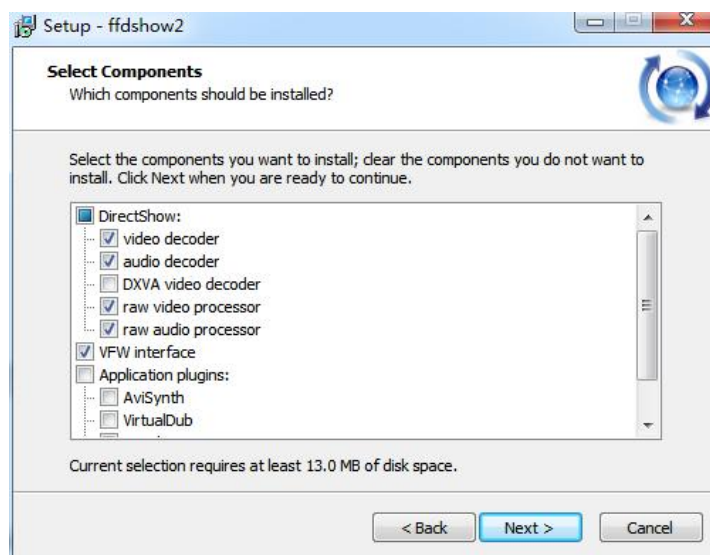 Setup - ffdshow2
Select Components
Which components should be installed?
Select the components you want to install; clear the components you do not want to
install. Click Next when you are ready to continue.
DirectShow:
video decoder
audio decoder
DXVA video decoder
raw video processor
raw audio processor
VFW interface
Application plugins:
AviSynth
VirtualDub
Current selection requires at least 13.0 MB of disk space.
< Back Next > Cancel